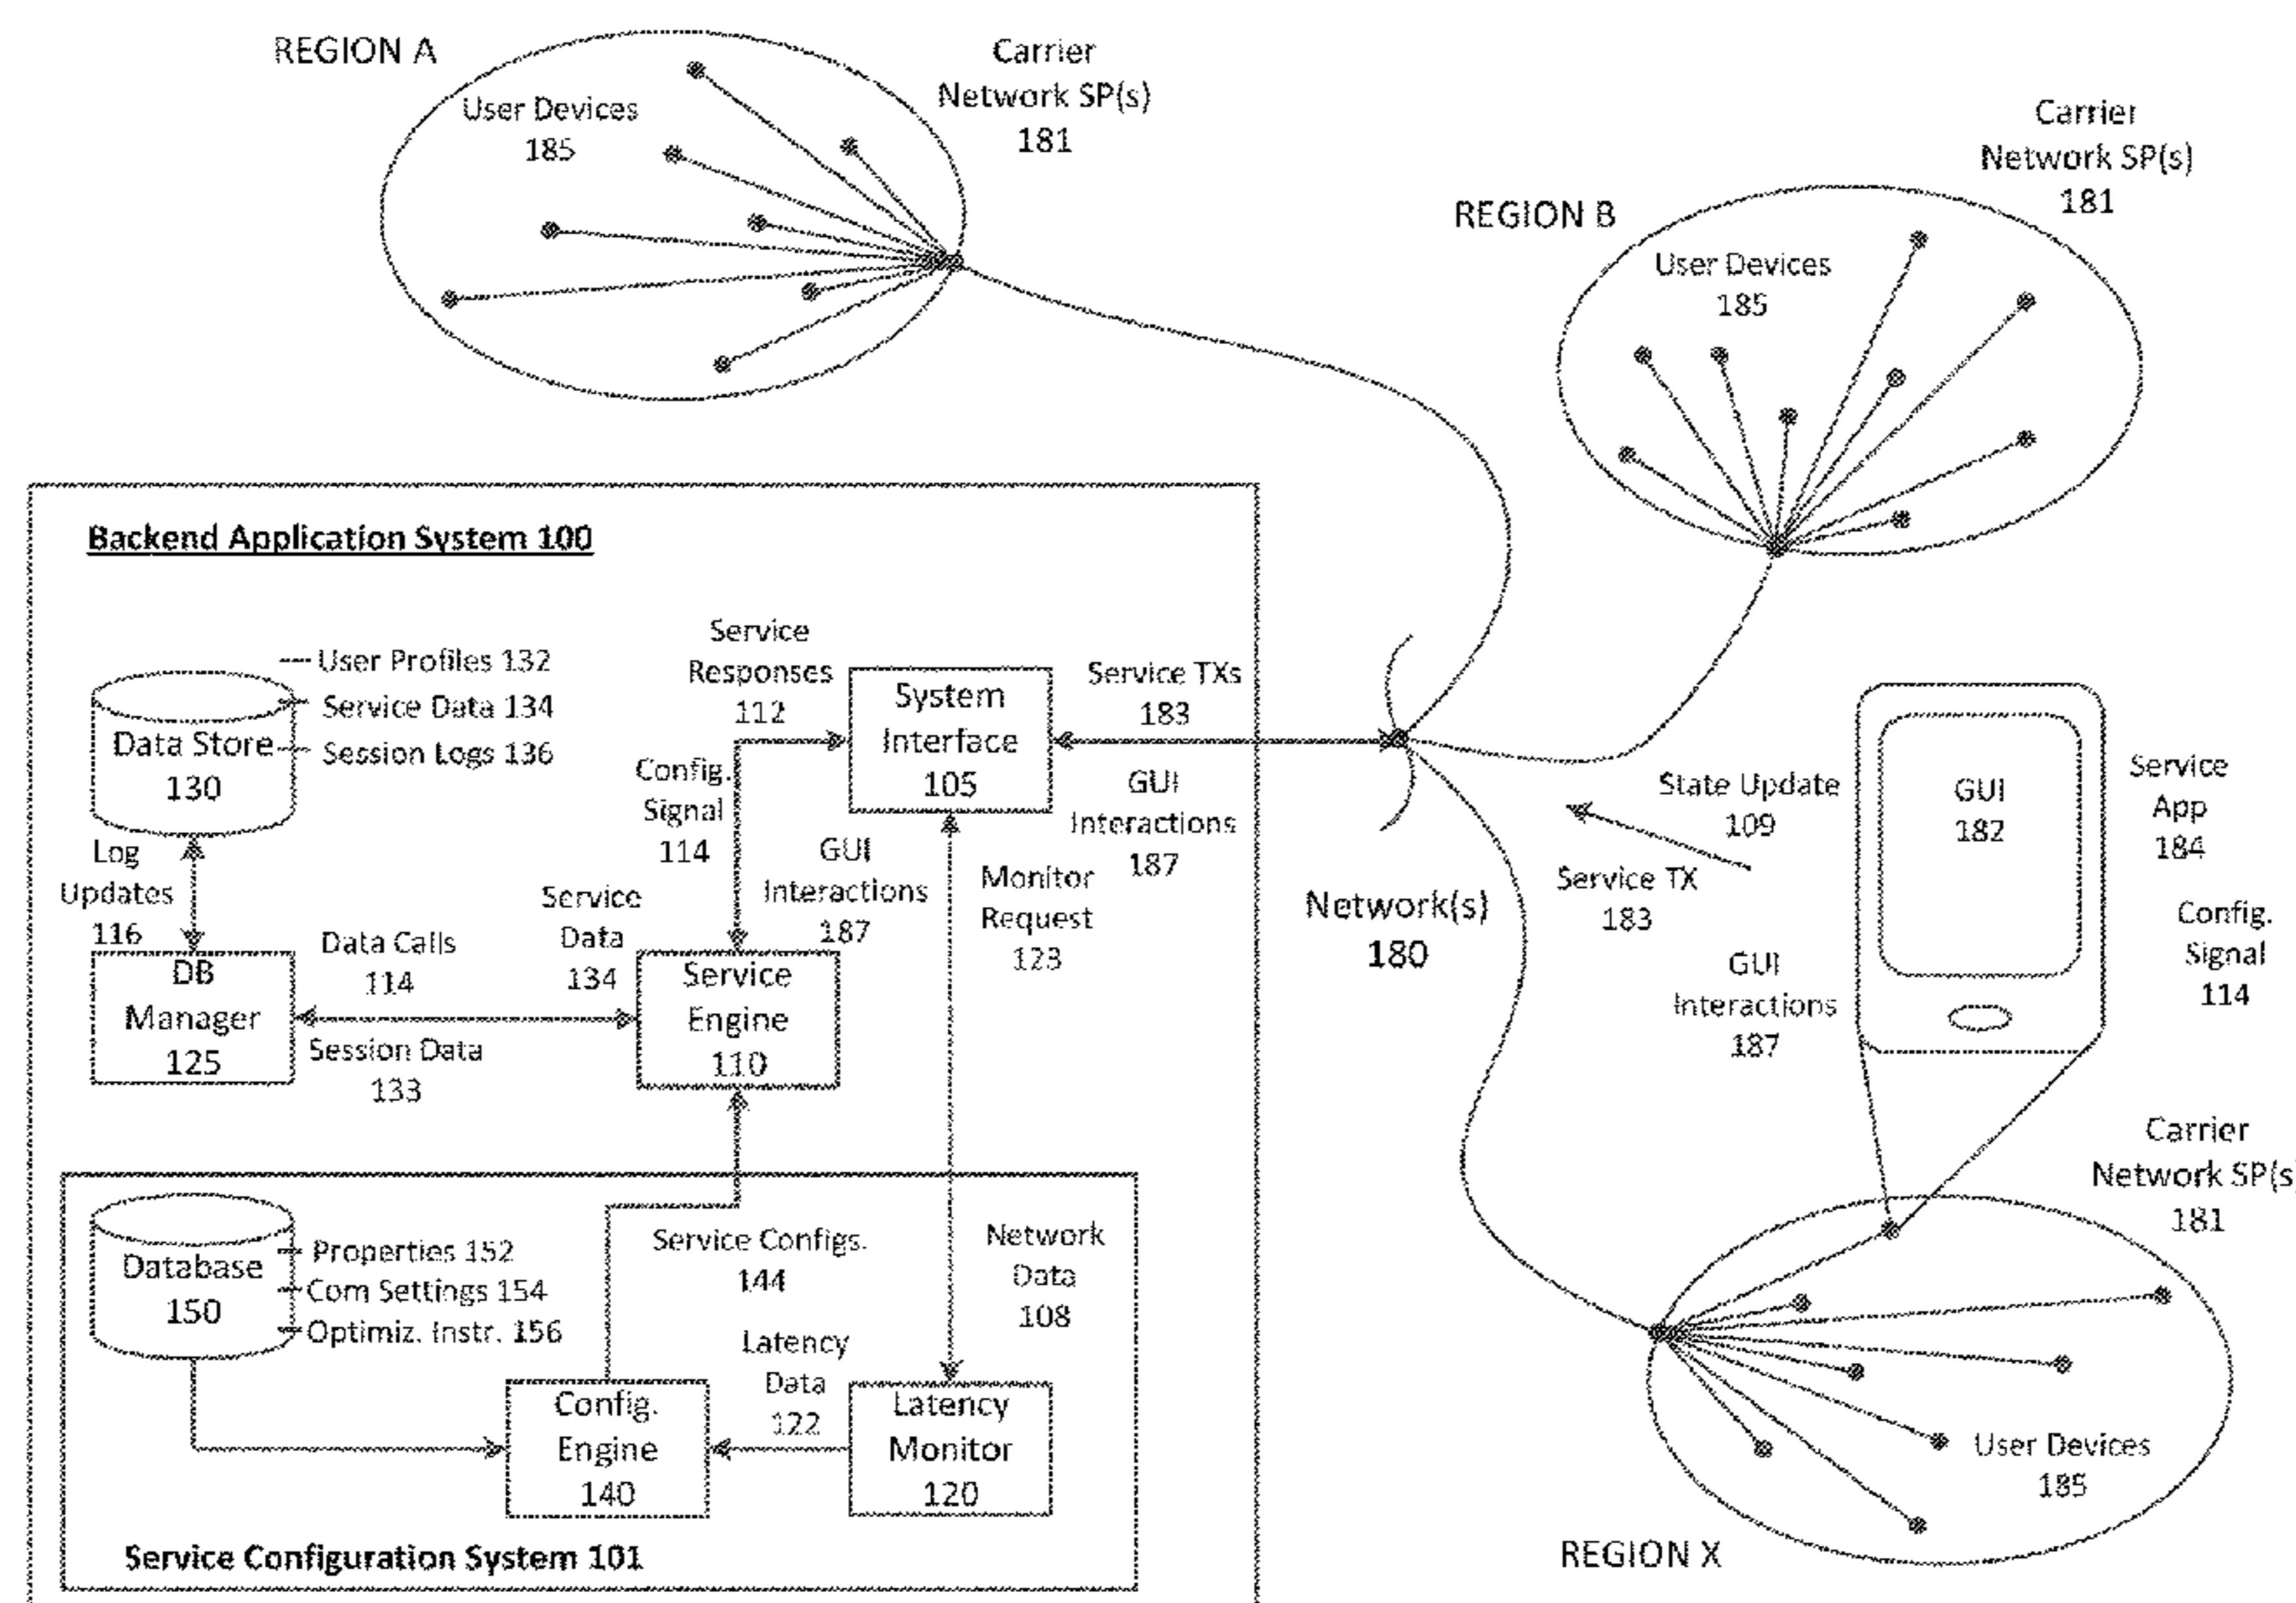 REGION A
Carrier
Network SP(s)
181
User Devices
185
Carrier
Network SP(s)
181
REGION B
User Devices
185
Backend Application System 100
User Profiles 132
Service Data 134
Session Logs 136
Data Store
130
Service
Responses
112
System
Interface
105
Service TXs
183
GUI
Interactions
187
Config.
Signal
114
GUI
Interactions
187
Monitor
Request
123
Log
Updates
116
DB
Manager
125
Data Calls
114
Session Data
133
Service
Data
134
Service
Engine
110
Network(s)
180
State Update
109
Service TX
183
GUI
Interactions
187
GUI
182
Service
App
184
Config.
Signal
114
Database
150
Properties 152
Com Settings 154
Optimiz. Instr. 156
Service Configs.
144
Network
Data
108
Latency
Data
122
Config.
Engine
140
Latency
Monitor
120
Service Configuration System 101
Carrier
Network SP(s
181
User Devices
185
REGION X